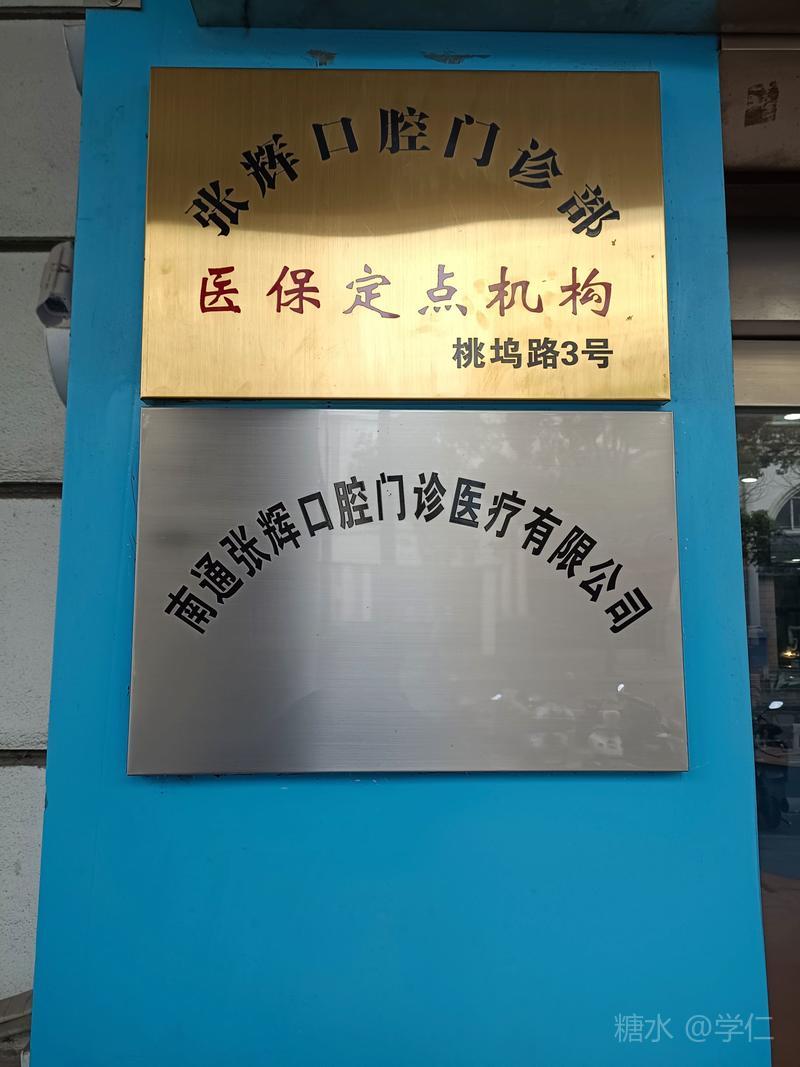 张辉口腔门诊部
医保定点机构
桃坞路3号
南通张辉口腔门诊医疗有限公司
糖水 @学仁